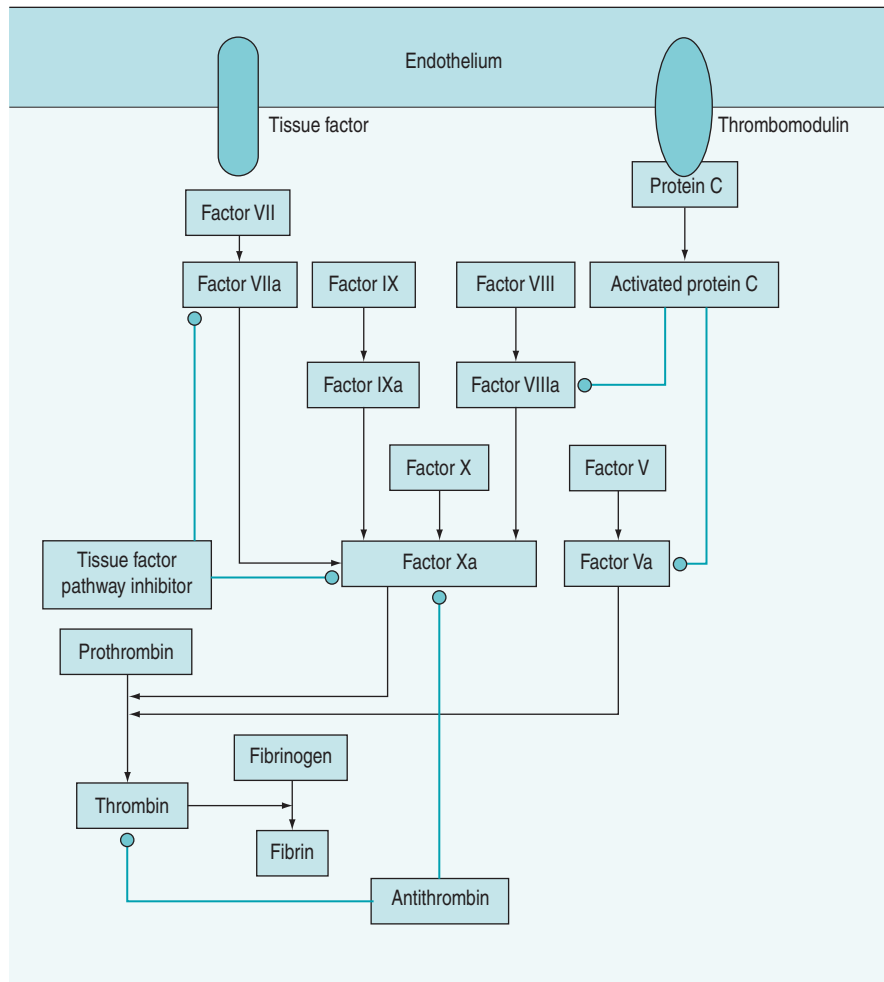 Endothelium
Tissue factor
Thrombomodulin
Protein C
Factor VII
Factor VIIa
Factor IX
Factor VIII
Activated protein C
Factor IXa
Factor VIIIa
Factor X
Factor V
Tissue factor
pathway inhibitor
Factor Xa
Factor Va
Prothrombin
Fibrinogen
Thrombin
Fibrin
Antithrombin